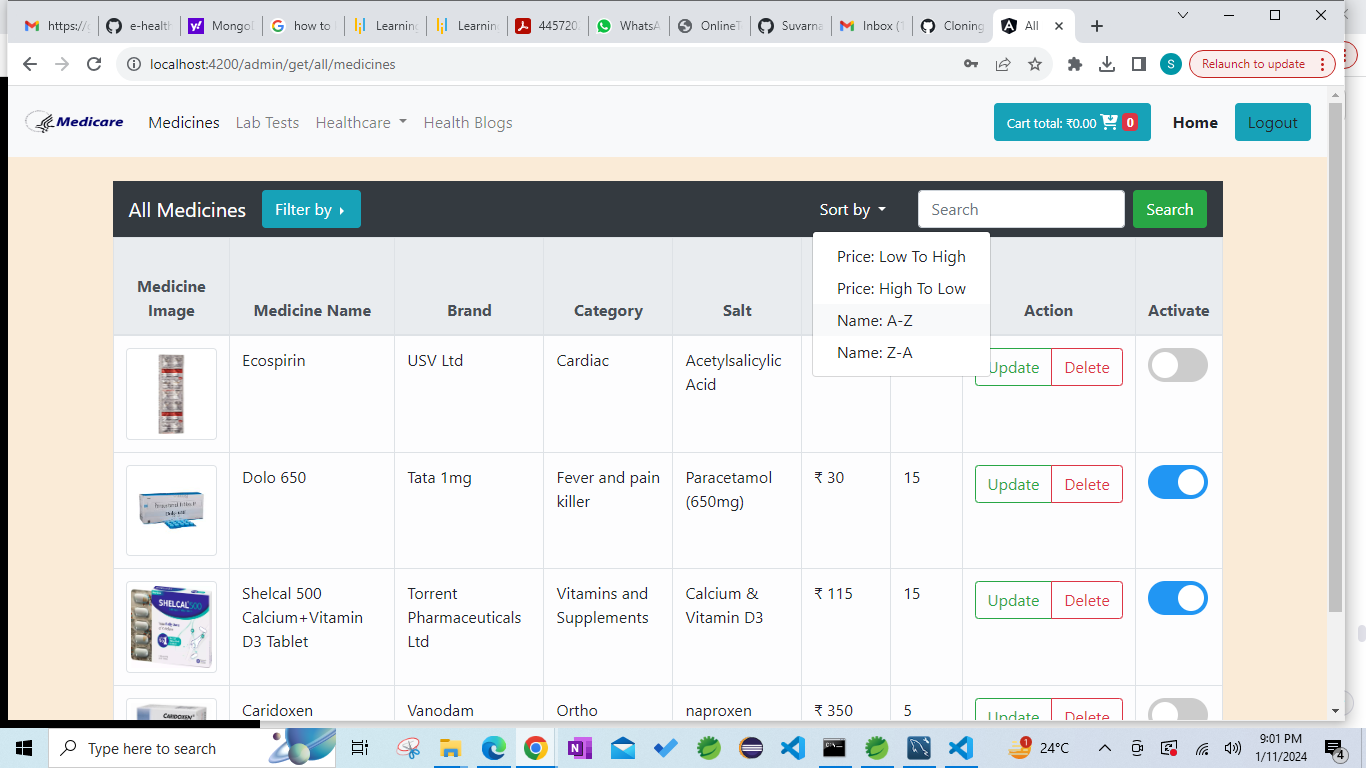 https://g
e-health
Mongo
how to
Learning
Learning
445720
WhatsA
OnlineT
Suvarna
Inbox (1
Cloning
All
localhost:4200/admin/get/all/medicines
S
Relaunch to update
Medicare
Medicines
Lab Tests
Healthcare
Health Blogs
Cart total: ₹0.00
0
Home
Logout
All Medicines
Filter by
Sort by
Search
Search
Price: Low To High
Price: High To Low
Name: A-Z
Name: Z-A
Medicine
Image
Medicine Name
Brand
Category
Salt
Action
Activate
Ecospirin
USV Ltd
Cardiac
Acetylsalicylic
Acid
Update
Delete
Dolo 650
Tata 1mg
Fever and pain
killer
Paracetamol
(650mg)
₹ 30
15
Update
Delete
SHELCAL 500
Shelcal 500
Calcium+Vitamin
D3 Tablet
Torrent
Pharmaceuticals
Ltd
Vitamins and
Supplements
Calcium &
Vitamin D3
₹ 115
15
Update
Delete
CARIDOXEN
Caridoxen
Vanodam
Ortho
naproxen
₹ 350
5
Update
Delete
Type here to search
1
24°C
9:01 PM
1/11/2024
4